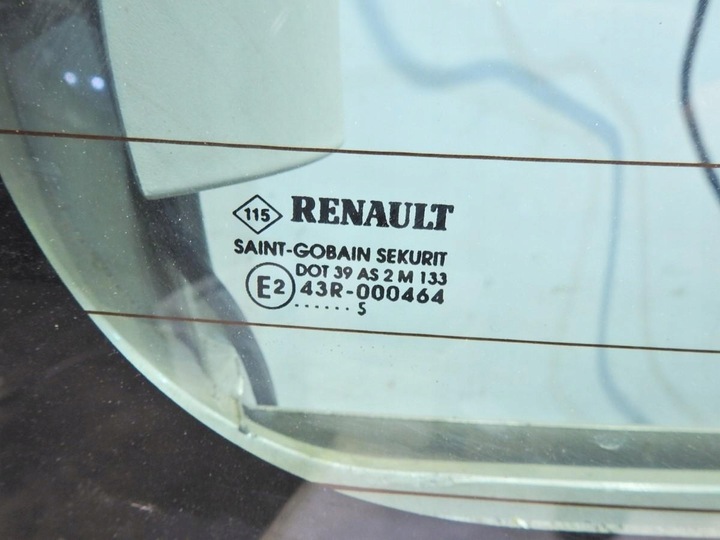 115 RENAULT
SAINT-GOBAIN SEKURIT
DOT 39 AS 2 M 133
E2 43R-000464
...... S